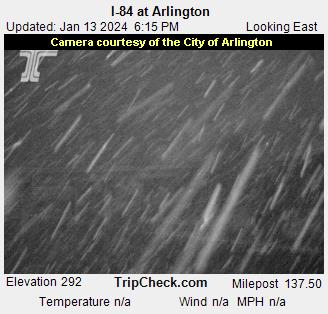 I-84 at Arlington
Updated: Jan 13 2024 6:15 PM Looking East
Camera courtesy of the City of Arlington
Elevation 292 TripCheck.com Milepost 137.50
Temperature n/a Wind n/a MPH n/a